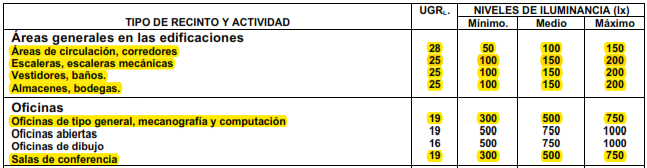 TIPO DE RECINTO Y ACTIVIDAD UGRL. NIVELES DE ILUMINANCIA (lx)
Mínimo. Medio Máximo
Áreas generales en las edificaciones
Áreas de circulación, corredores 28 50 100 150
Escaleras, escaleras mecánicas 25 100 150 200
Vestidores, baños. 25 100 150 200
Almacenes, bodegas. 25 100 150 200
Oficinas
Oficinas de tipo general, mecanografía y computación 19 300 500 750
Oficinas abiertas 19 500 750 1000
Oficinas de dibujo 16 500 750 1000
Salas de conferencia 19 300 500 750